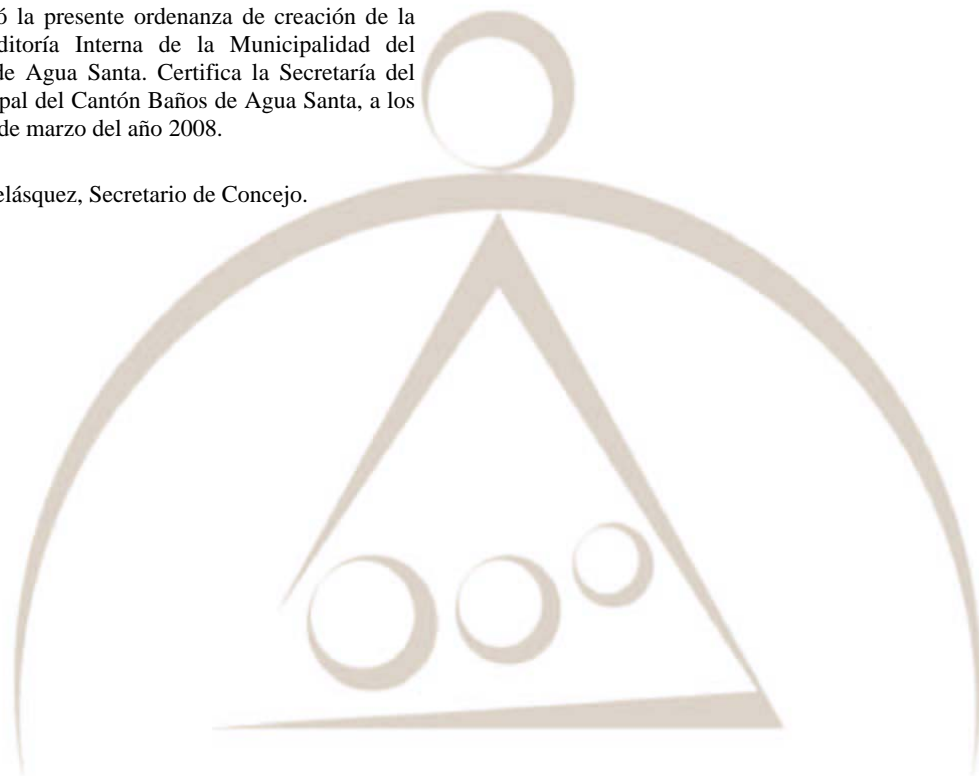 ó la presente ordenanza de creación de la
ditoría Interna de la Municipalidad del
de Agua Santa. Certifica la Secretaría del
pal del Cantón Baños de Agua Santa, a los
de marzo del año 2008.
elásquez, Secretario de Concejo.